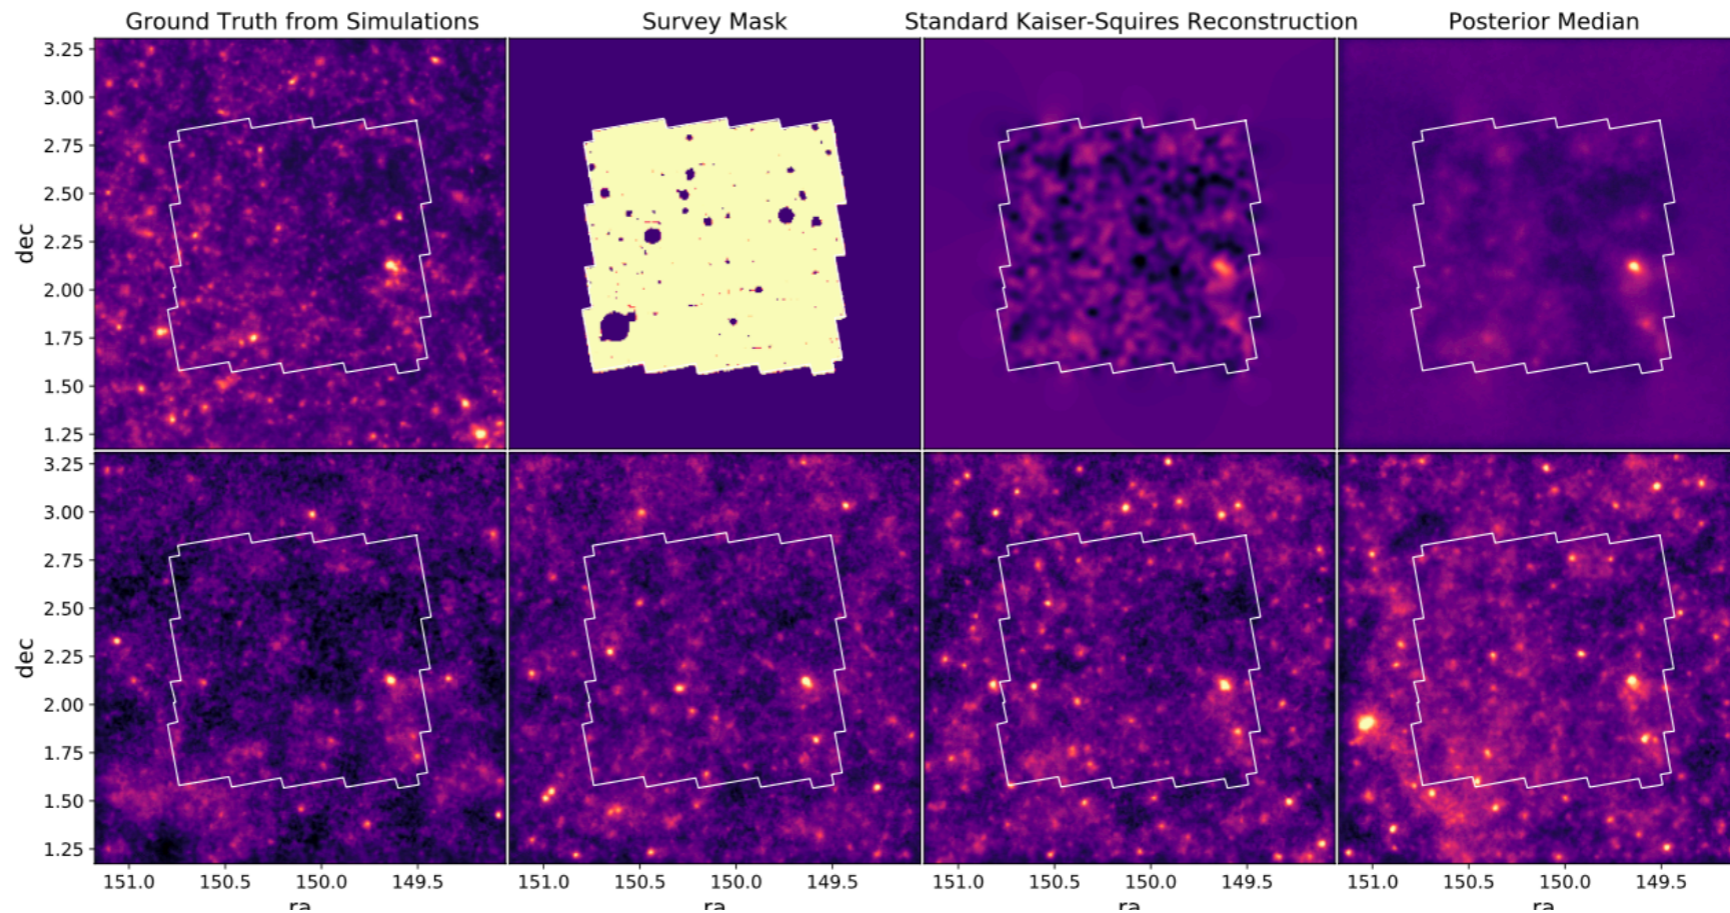 Ground Truth from Simulations
Survey Mask
Standard Kaiser-Squires Reconstruction
Posterior Median
3.25
3.00
2.75
2.50
2.25
2.00
1.75
1.50
1.25
dec
3.25
3.00
2.75
2.50
2.25
2.00
1.75
1.50
1.25
dec
151.0 150.5 150.0 149.5
151.0 150.5 150.0 149.5
151.0 150.5 150.0 149.5
151.0 150.5 150.0 149.5
ra ra ra ra